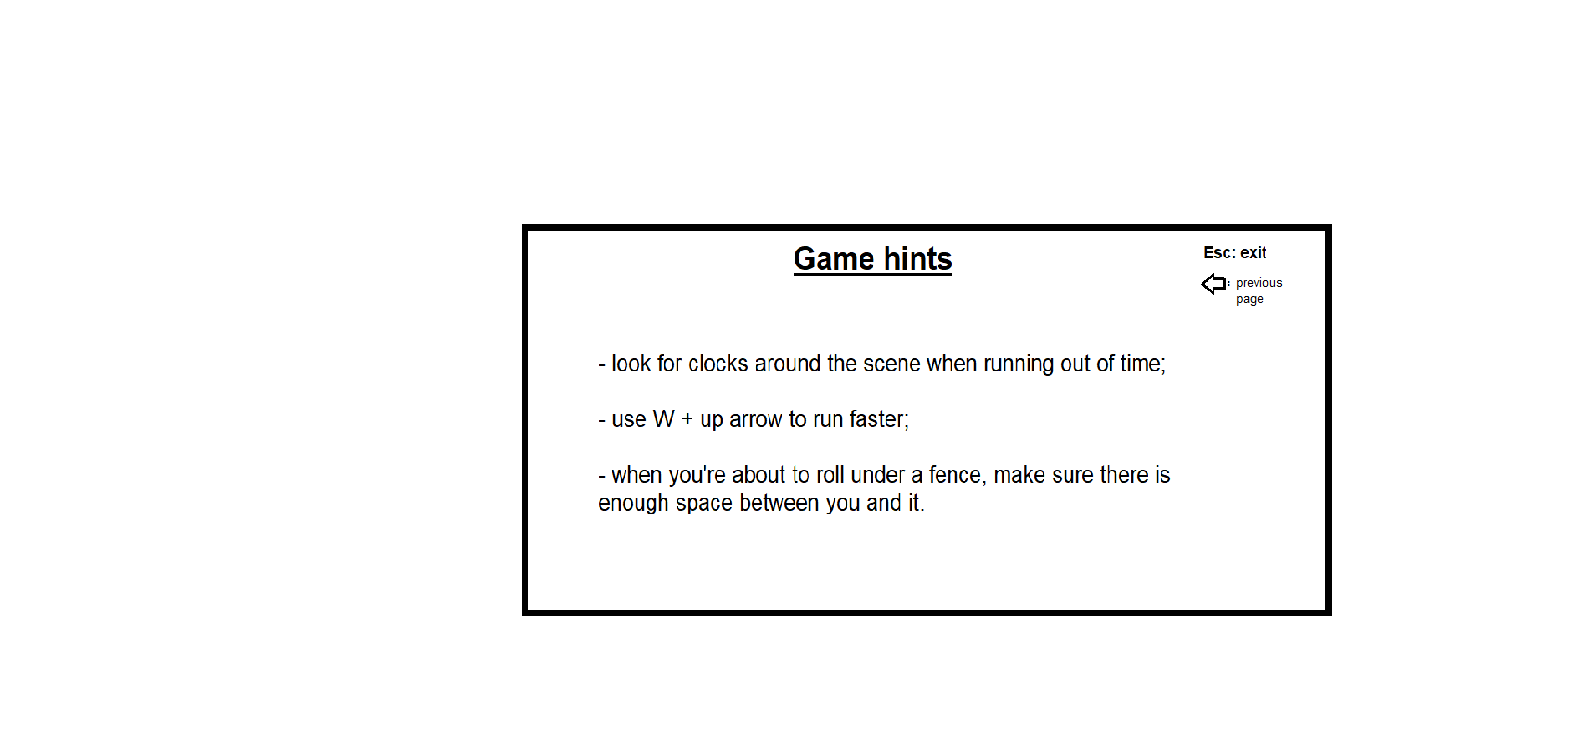 Game hints
Esc: exit
: previous
page
- look for clocks around the scene when running out of time;
- use W + up arrow to run faster;
- when you're about to roll under a fence, make sure there is
enough space between you and it.